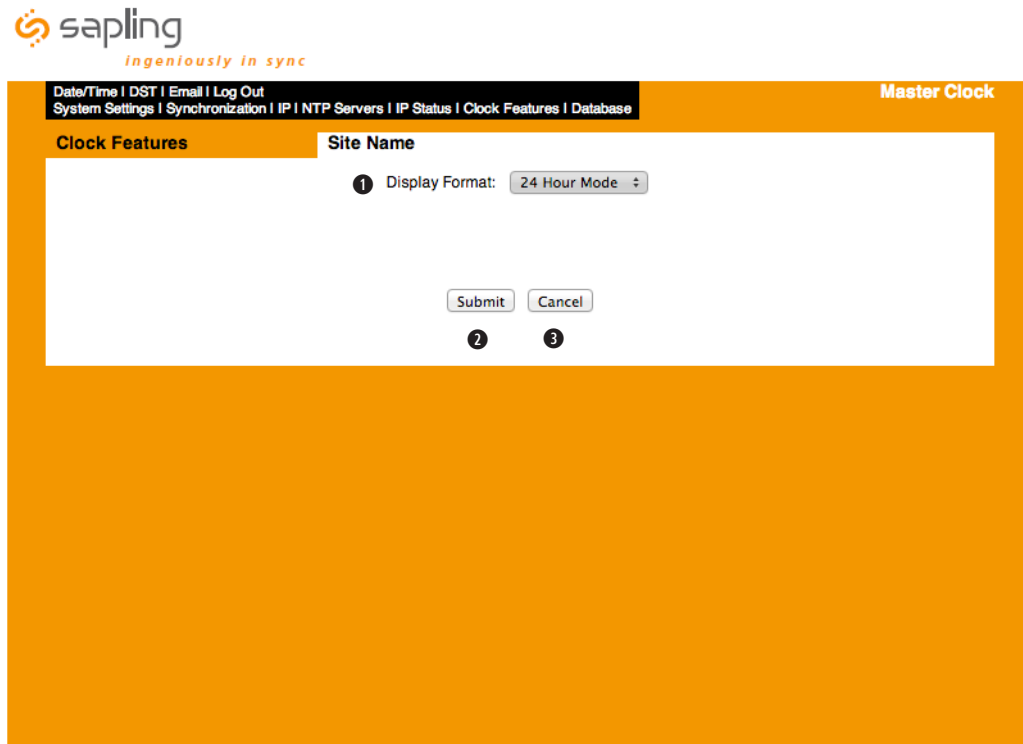 sapling
ingeniously in sync
Date/Time I DST I Email I Log Out
System Settings I Synchronization I IP I NTP Servers I IP Status I Clock Features I Database
Master Clock
Clock Features
Site Name
1 Display Format: 24 Hour Mode
Submit Cancel
2 3